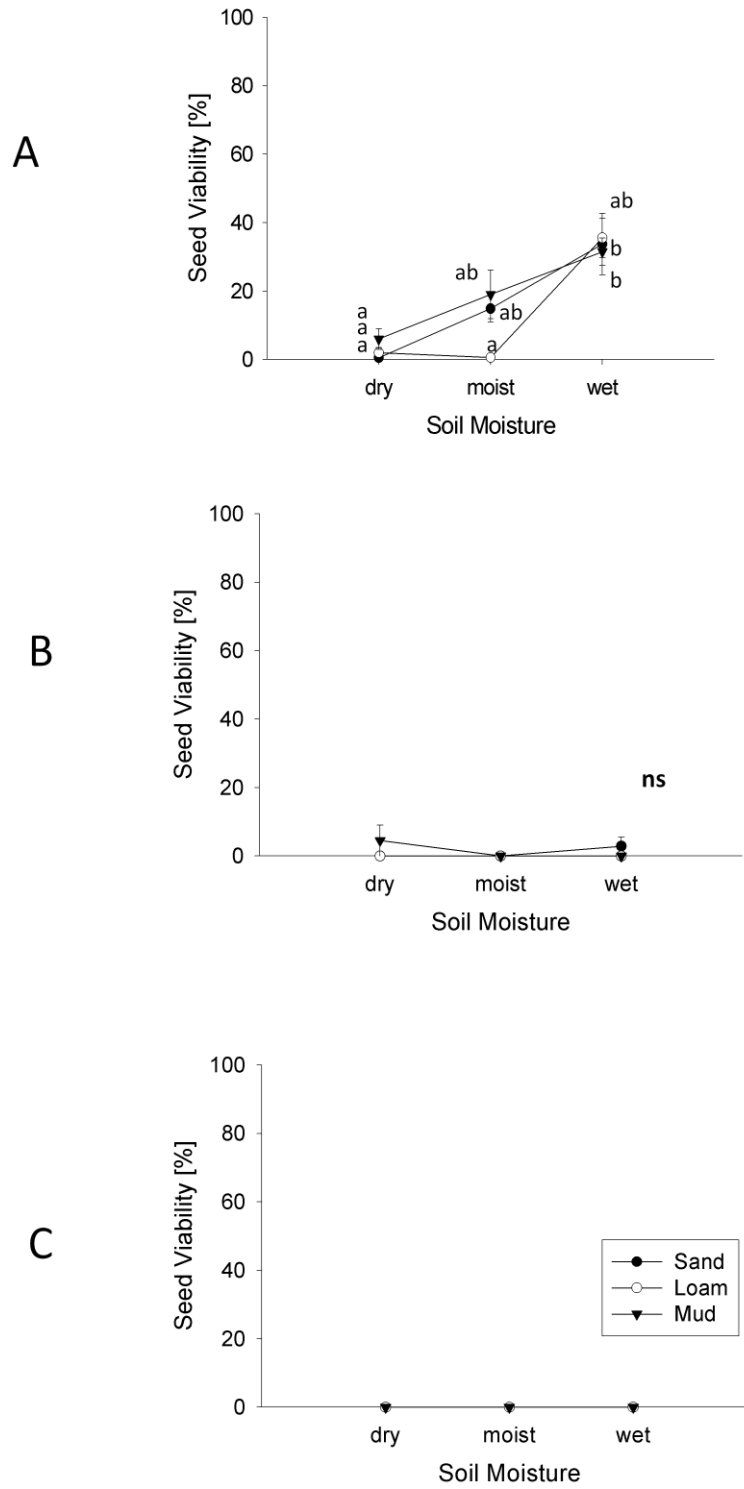 A
Seed Viability [%]
100
80
60
40
20
0
a
a
a
ab
ab
a
ab
b
b
dry moist wet
Soil Moisture
B
Seed Viability [%]
100
80
60
40
20
0
ns
dry moist wet
Soil Moisture
C
Seed Viability [%]
100
80
60
40
20
0
Sand
Loam
Mud
dry moist wet
Soil Moisture